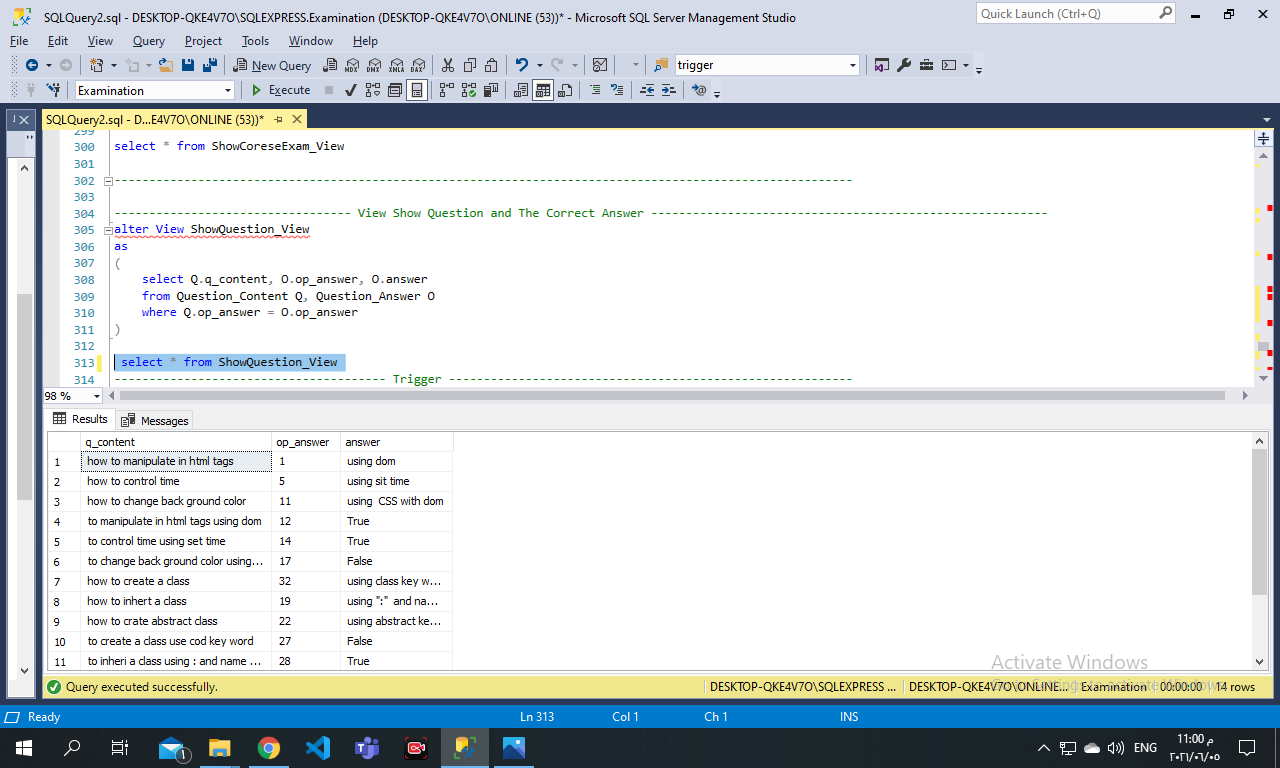 SQLQuery2.sql - DESKTOP-QKE4V7O\SQLEXPRESS.Examination (DESKTOP-QKE4V7O\ONLINE (53))* - Microsoft SQL Server Management Studio
Quick Launch (Ctrl+Q)
File Edit View Query Project Tools Window Help
New Query MDX DMX XMLA DAX trigger
Examination Execute
SQLQuery2.sql - D...E4V7O\ONLINE (53))*
299
300 select * from ShowCoreseExam_View
301
302 ----------------------------------------------------------------------------------------------------------
303
304 ---------------------------------- View Show Question and The Correct Answer ---------------------------------------------------------
305 alter View ShowQuestion_View
306 as
307 (
308 select Q.q_content, O.op_answer, O.answer
309 from Question_Content Q, Question_Answer O
310 where Q.op_answer = O.op_answer
311 )
312
313 select * from ShowQuestion_View
314 --------------------------------------- Trigger ----------------------------------------------------------
98 %
Results Messages
q_content op_answer answer
1 how to manipulate in html tags 1 using dom
2 how to control time 5 using sit time
3 how to change back ground color 11 using CSS with dom
4 to manipulate in html tags using dom 12 True
5 to control time using set time 14 True
6 to change back ground color using... 17 False
7 how to create a class 32 using class key w...
8 how to inhert a class 19 using ":" and na...
9 how to crate abstract class 22 using abstract ke...
10 to create a class use cod key word 27 False
11 to inheri a class using : and name ... 28 True
Activate Windows
Go to Settings to activate Windows.
Query executed successfully. DESKTOP-QKE4V7O\SQLEXPRESS ... DESKTOP-QKE4V7O\ONLINE... Examination 00:00:00 14 rows
Ready Ln 313 Col 1 Ch 1 INS
1 ENG 11:00 م
٢٠٢١/٠٦/٠٥